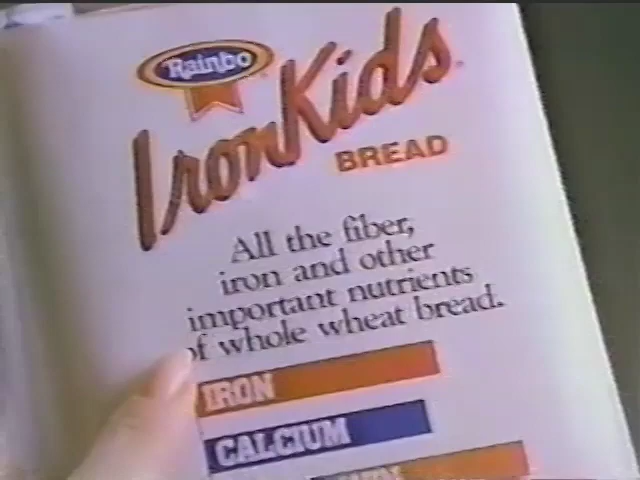 Rainbo
IronKids
BREAD
All the fiber,
iron and other
important nutrients
of whole wheat bread.
IRON
CALCIUM